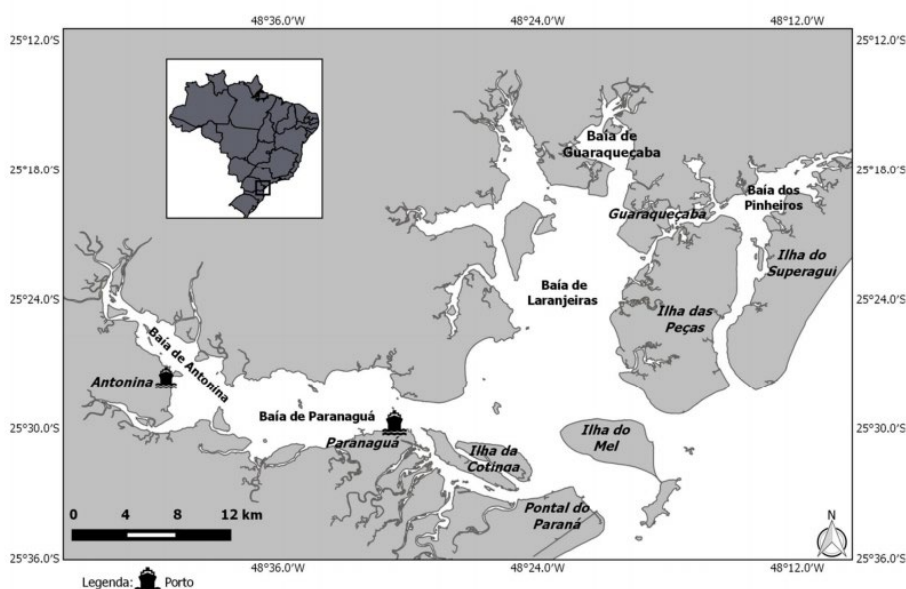 48°36.0'W 48°24.0'W 48°12.0'W
25°12.0'S 25°12.0'S
Baía de
Guaraqueçaba
25°18.0'S 25°18.0'S
Baía dos
Pinheiros
Guaraqueçaba
Ilha do
Superagui
25°24.0'S 25°24.0'S
Baía de
Laranjeiras
Ilha das
Peças
Baía de Antonina
Antonina
Baía de Paranaguá
25°30.0'S 25°30.0'S
Paranaguá
Ilha do
Mel
Ilha da
Cotinga
Pontal do
Paraná
0 4 8 12 km
N
25°36.0'S 25°36.0'S
48°36.0'W 48°24.0'W 48°12.0'W
Legenda: Porto